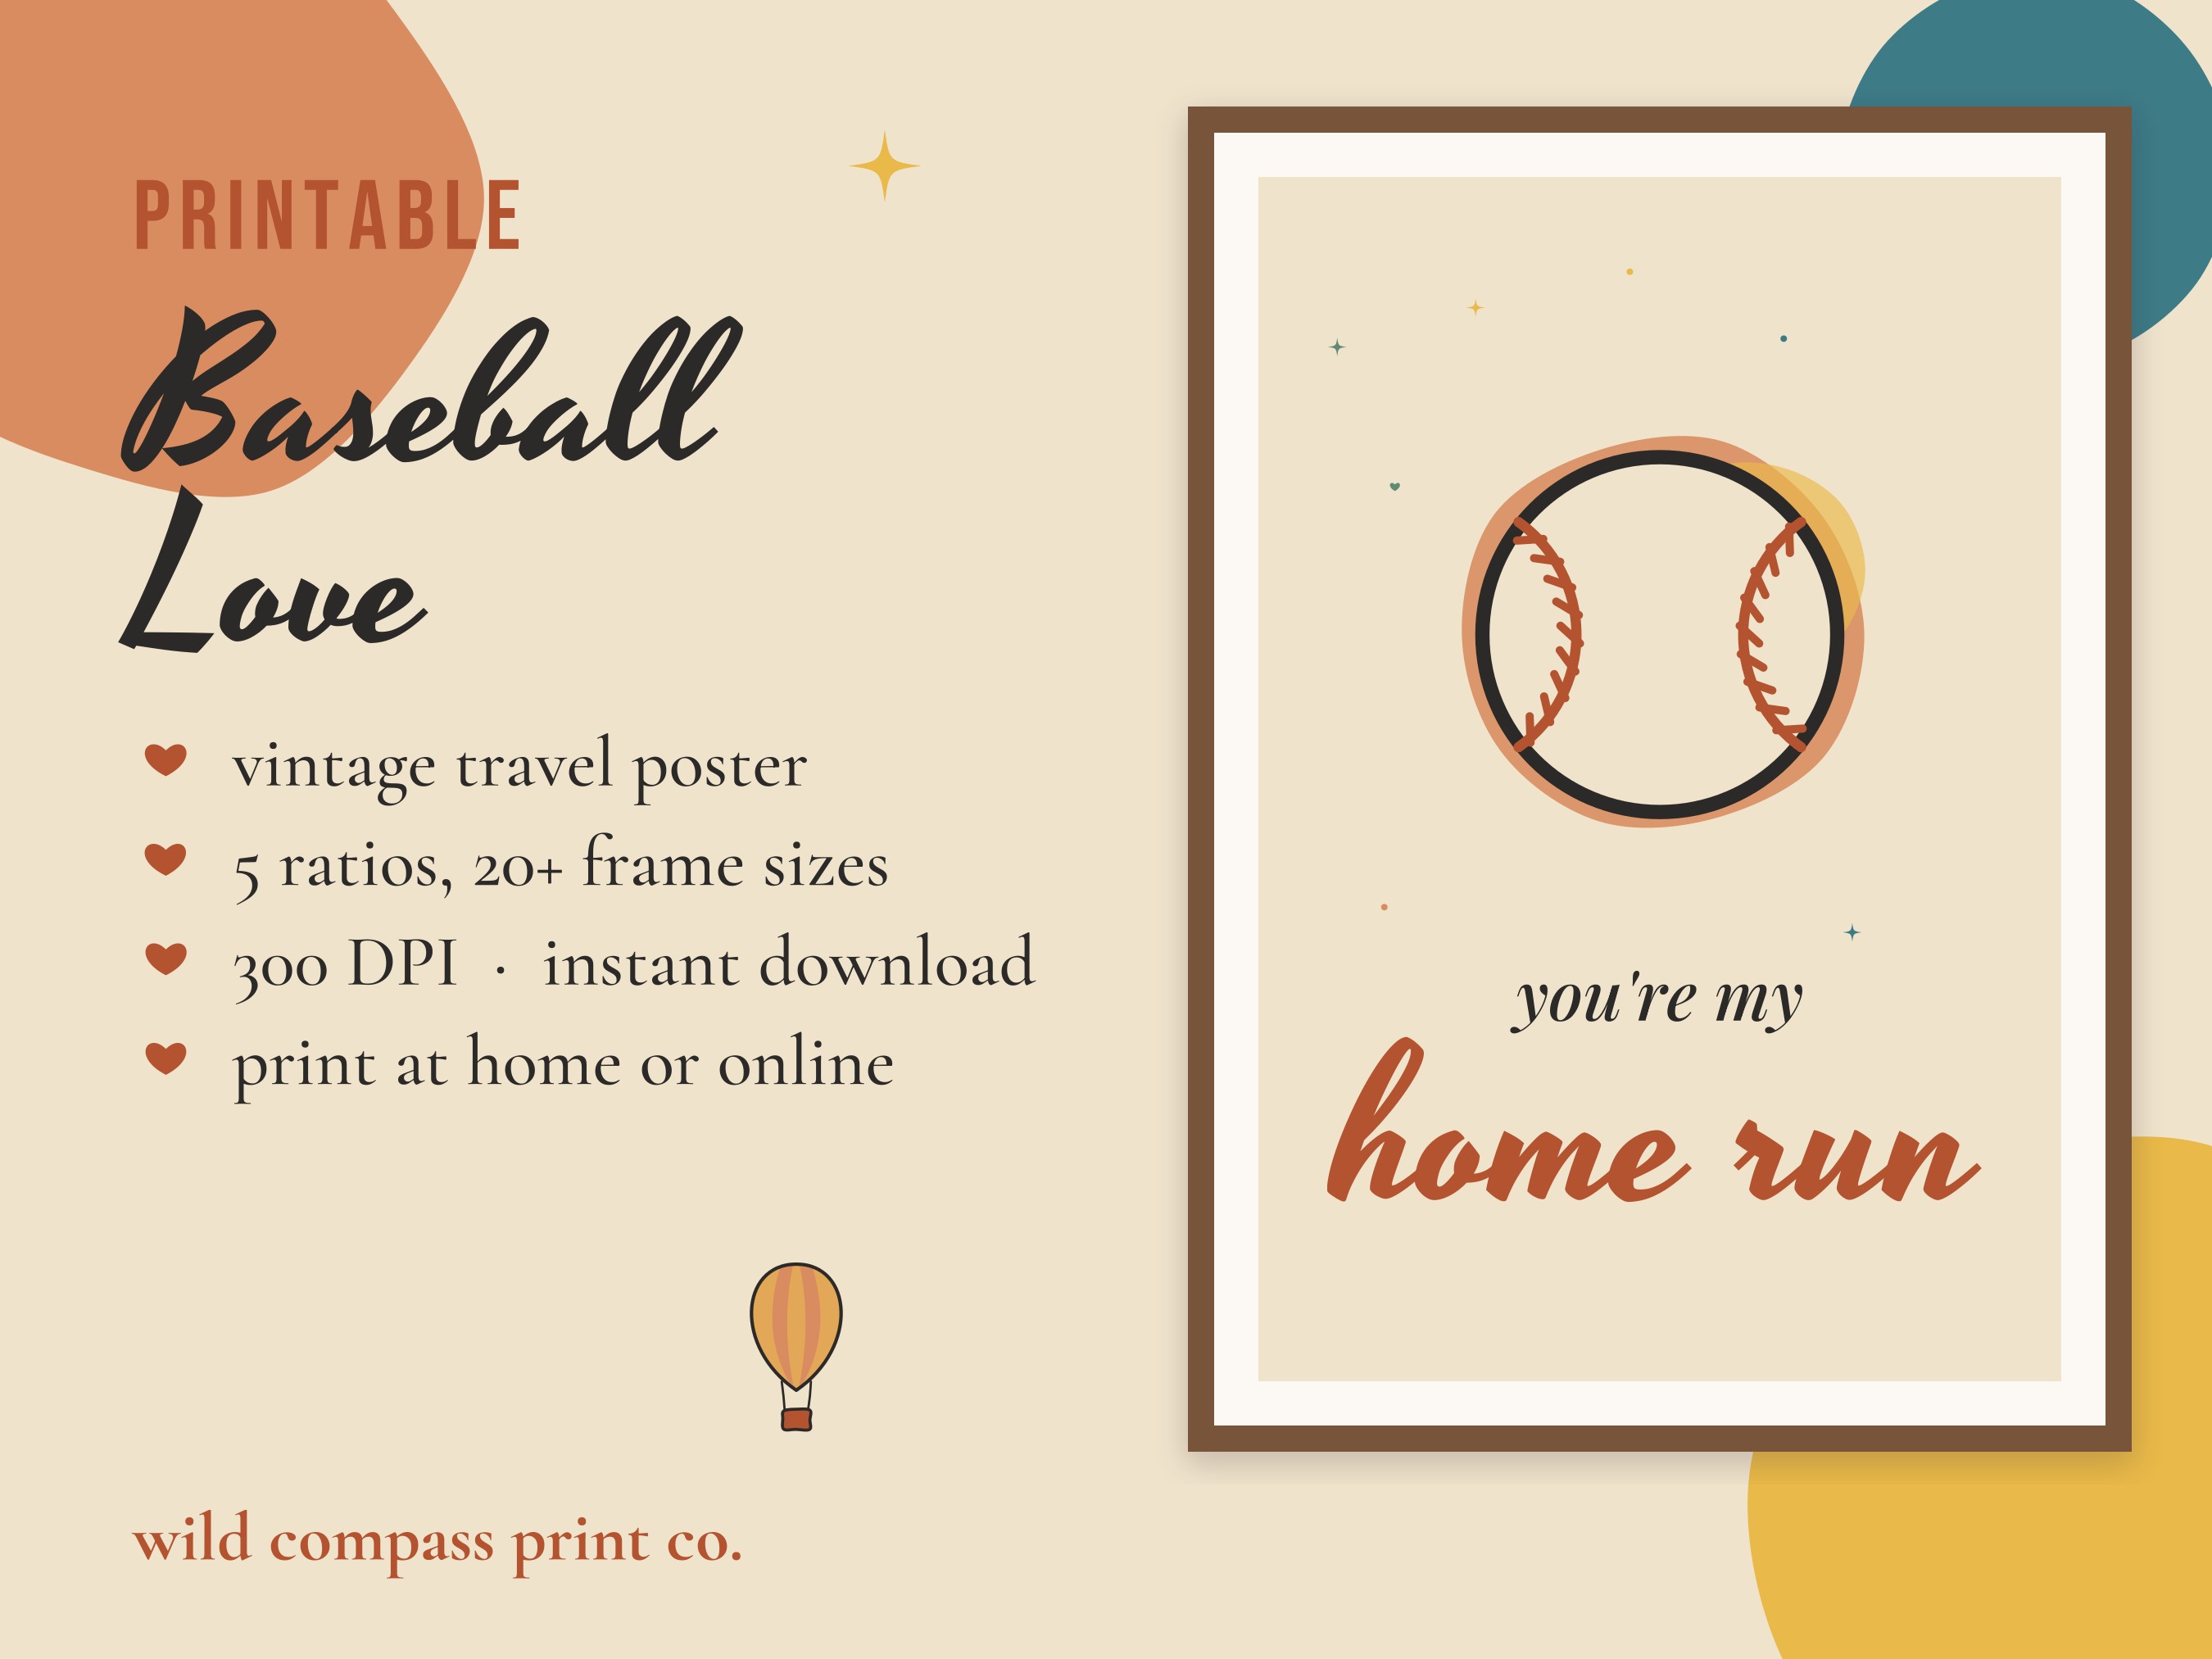 PRINTABLE
Baseball
Love
vintage travel poster
5 ratios, 20+ frame sizes
300 DPI · instant download
print at home or online
wild compass print co.
you're my
home run